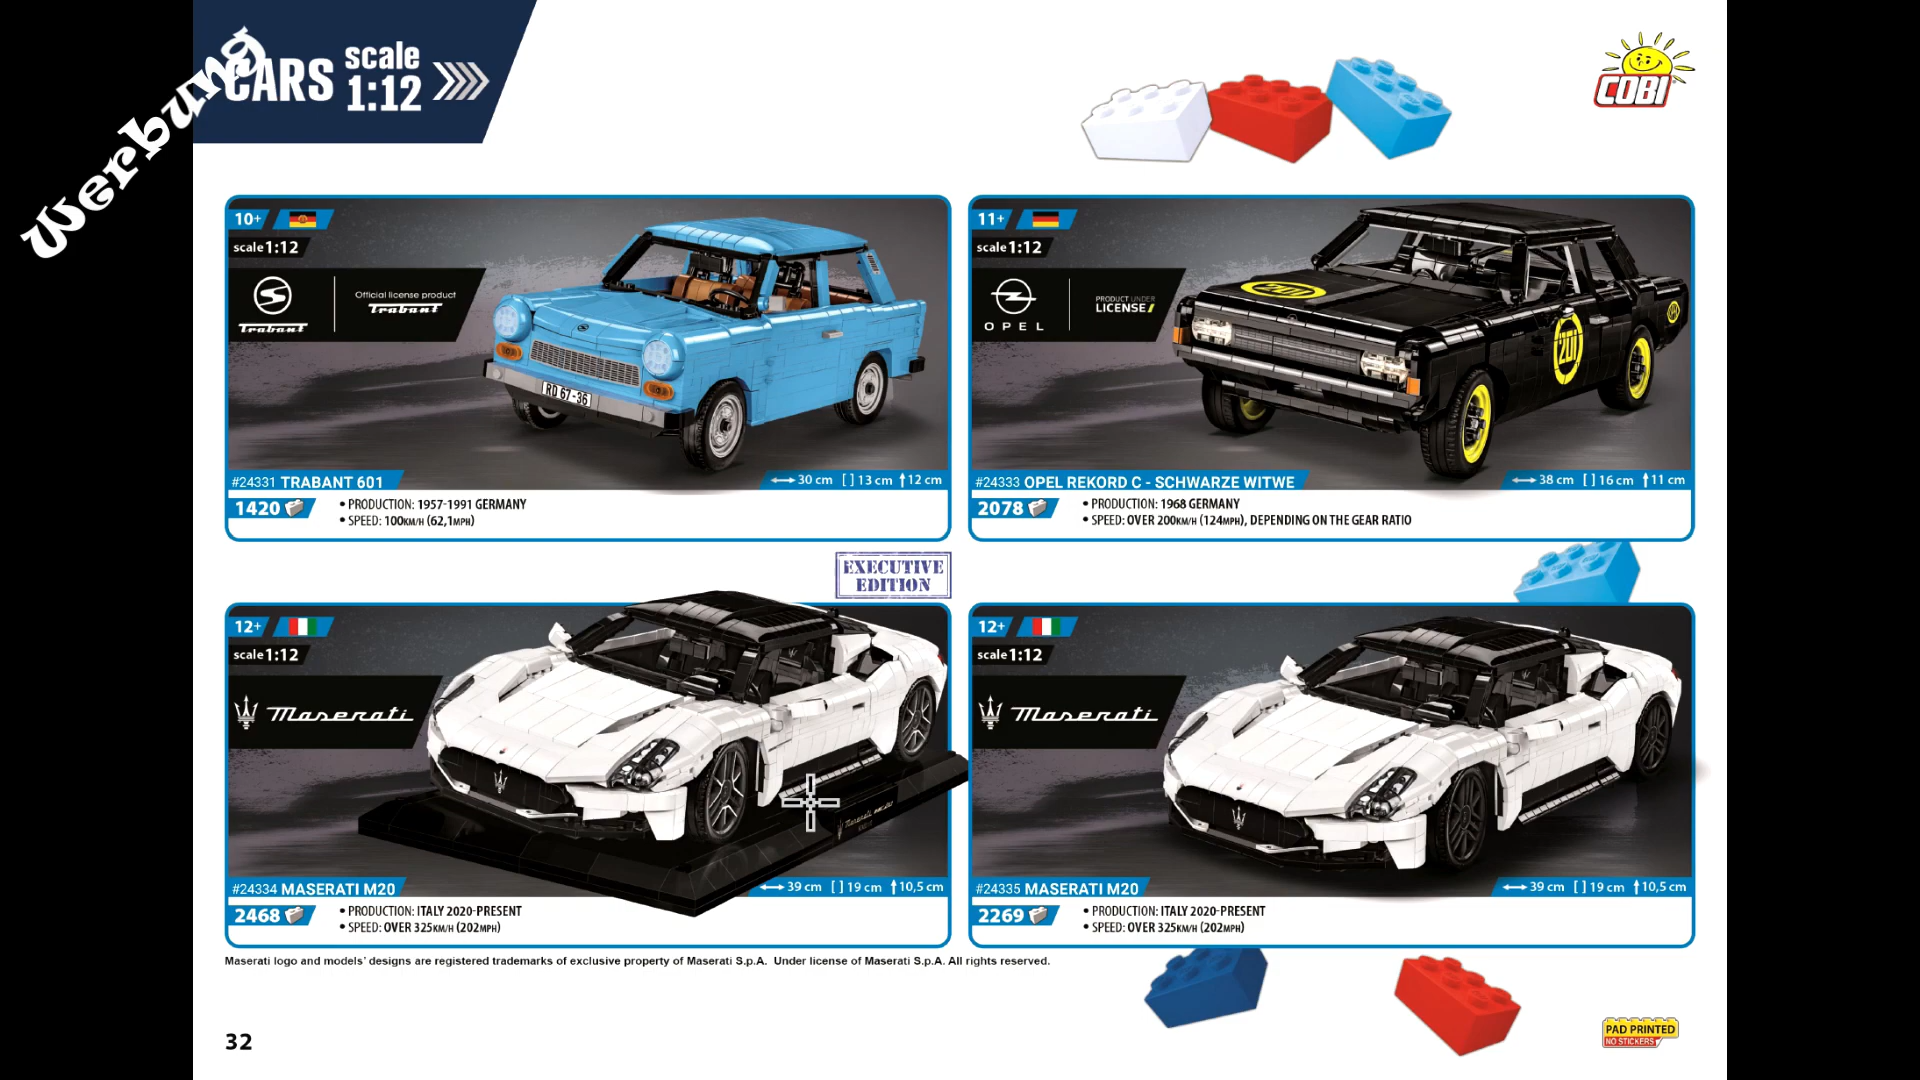 Werbung
CARS scale 1:12
COBI
10+
scale 1:12
Trabant
Official license product
Trabant
RD 67-36
#24331 TRABANT 601
30 cm [ ] 13 cm 12 cm
1420
• PRODUCTION: 1957-1991 GERMANY
• SPEED: 100KM/H (62,1MPH)
11+
scale 1:12
OPEL
PRODUCT UNDER
LICENSE
201
201
#24333 OPEL REKORD C - SCHWARZE WITWE
38 cm [ ] 16 cm 11 cm
2078
• PRODUCTION: 1968 GERMANY
• SPEED: OVER 200KM/H (124MPH), DEPENDING ON THE GEAR RATIO
EXECUTIVE
EDITION
12+
scale 1:12
Maserati
Maserati
#24334 MASERATI M20
39 cm [ ] 19 cm 10,5 cm
2468
• PRODUCTION: ITALY 2020-PRESENT
• SPEED: OVER 325KM/H (202MPH)
12+
scale 1:12
Maserati
#24335 MASERATI M20
39 cm [ ] 19 cm 10,5 cm
2269
• PRODUCTION: ITALY 2020-PRESENT
• SPEED: OVER 325KM/H (202MPH)
Maserati logo and models' designs are registered trademarks of exclusive property of Maserati S.p.A. Under license of Maserati S.p.A. All rights reserved.
32
PAD PRINTED
NO STICKERS